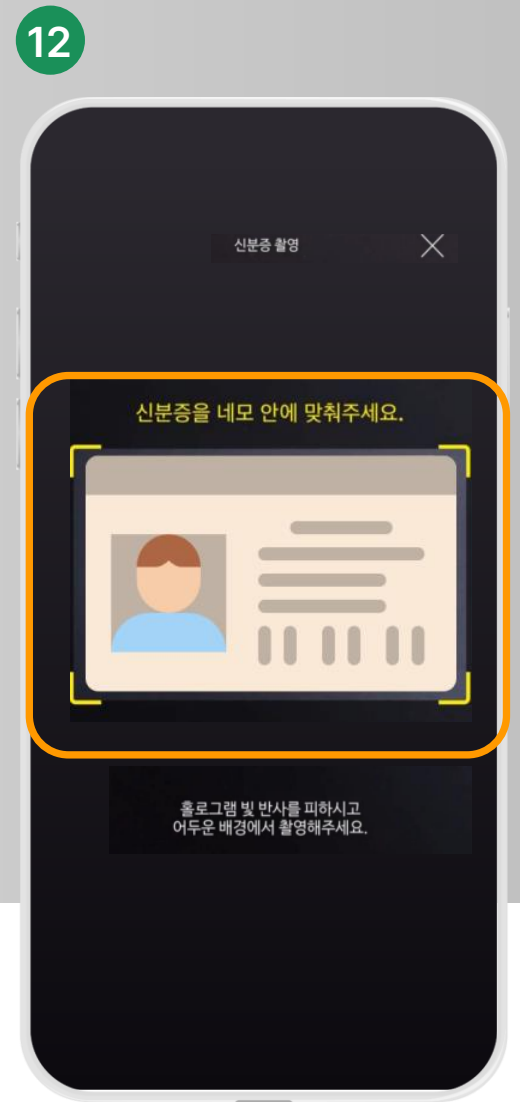 12
신분증 촬영
신분증을 네모 안에 맞춰주세요.
홀로그램 빛 반사를 피하시고
어두운 배경에서 촬영해주세요.